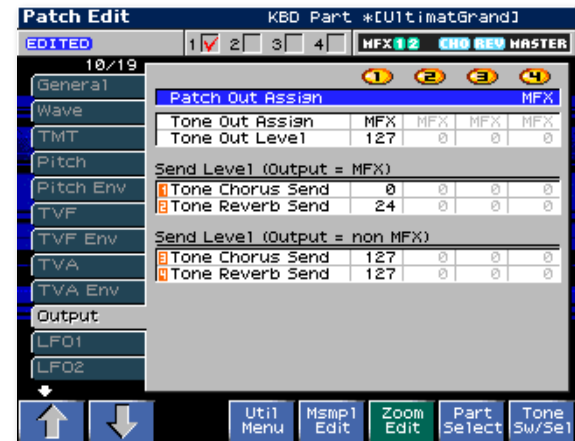 Patch Edit KBD Part *[UltimatGrand]
EDITED 1 2 3 4 MFX 1 2 CHO REV MASTER
10/19
General
Wave
TMT
Pitch
Pitch Env
TVF
TVF Env
TVA
TVA Env
Output
LFO1
LFO2
1 2 3 4
Patch Out Assign MFX
Tone Out Assign MFX MFX MFX MFX
Tone Out Level 127 0 0 0
Send Level (Output = MFX)
1 Tone Chorus Send 0 0 0 0
2 Tone Reverb Send 24 0 0 0
Send Level (Output = non MFX)
3 Tone Chorus Send 127 0 0 0
4 Tone Reverb Send 127 0 0 0
Util Menu
Msmpl Edit
Zoom Edit
Part Select
Tone Sw/Sel